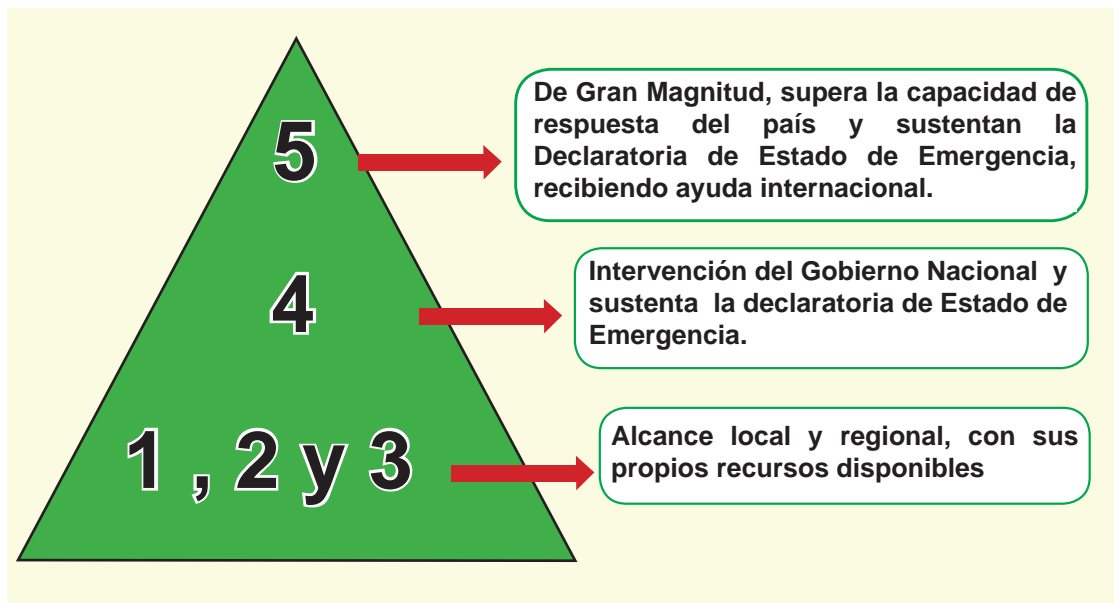 5
De Gran Magnitud, supera la capacidad de
respuesta del país y sustentan la
Declaratoria de Estado de Emergencia,
recibiendo ayuda internacional.
4
Intervención del Gobierno Nacional y
sustenta la declaratoria de Estado de
Emergencia.
1 , 2 y 3
Alcance local y regional, con sus
propios recursos disponibles